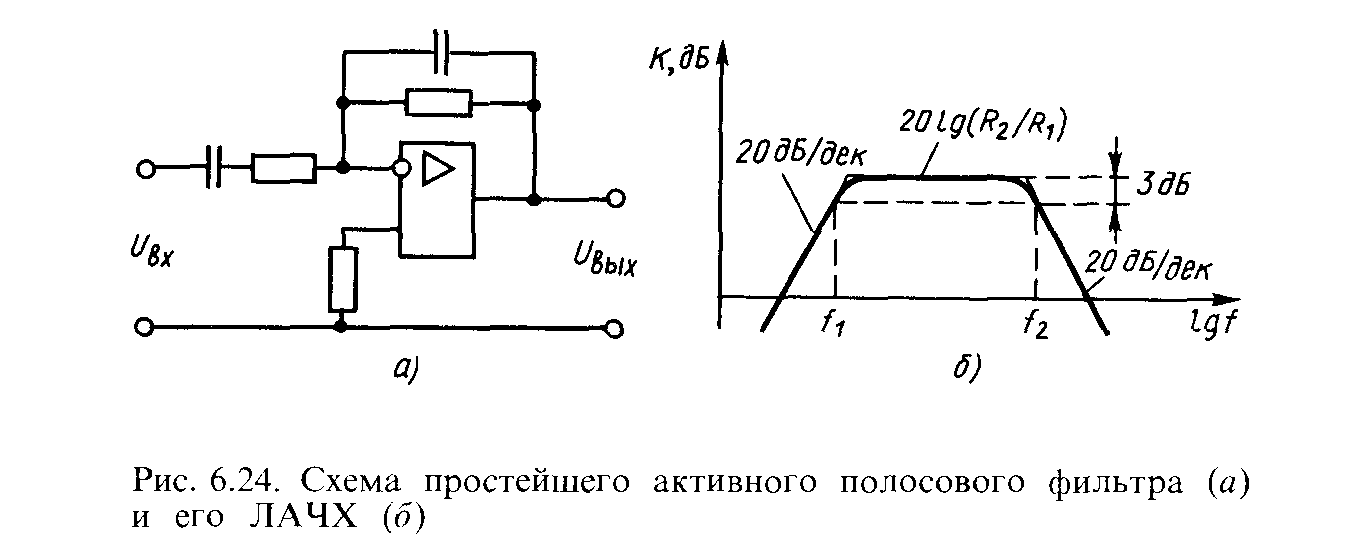 К, дБ
20 lg(R₂/R₁)
20 дБ/дек
3 дБ
Uвх
Uвых
20 дБ/дек
f₁
f₂
lg f
а)
б)
Рис. 6.24. Схема простейшего активного полосового фильтра (а)
и его ЛАЧХ (б)